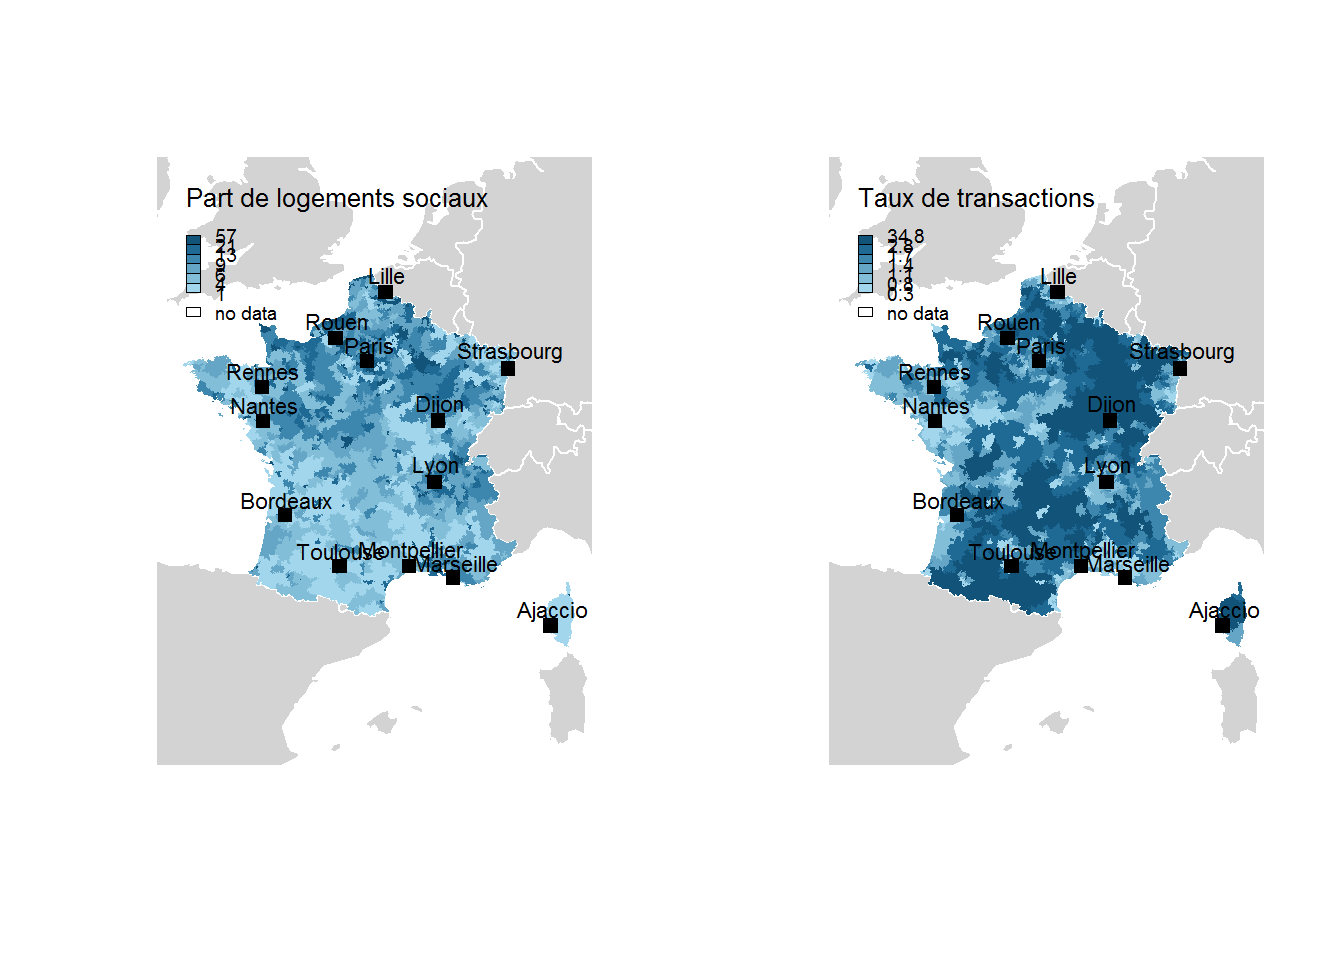 Part de logements sociaux
57
21
13
9
6
4
1
no data
Lille
Rouen
Paris
Strasbourg
Rennes
Nantes
Dijon
Lyon
Bordeaux
Toulouse
Montpellier
Marseille
Ajaccio
Taux de transactions
34.8
2.8
1.7
1.4
1.1
0.8
0.3
no data
Lille
Rouen
Paris
Strasbourg
Rennes
Nantes
Dijon
Lyon
Bordeaux
Toulouse
Montpellier
Marseille
Ajaccio